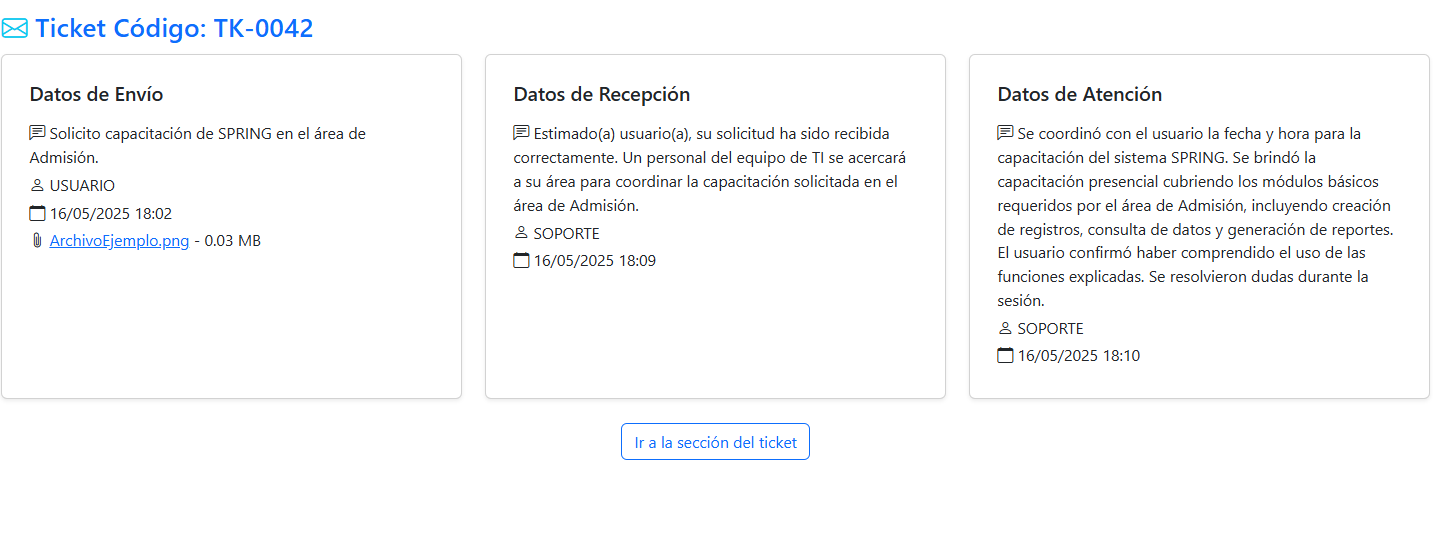 Ticket Código: TK-0042
Datos de Envío
Solicito capacitación de SPRING en el área de
Admisión.
USUARIO
16/05/2025 18:02
ArchivoEjemplo.png - 0.03 MB
Datos de Recepción
Estimado(a) usuario(a), su solicitud ha sido recibida
correctamente. Un personal del equipo de TI se acercará
a su área para coordinar la capacitación solicitada en el
área de Admisión.
SOPORTE
16/05/2025 18:09
Datos de Atención
Se coordinó con el usuario la fecha y hora para la
capacitación del sistema SPRING. Se brindó la
capacitación presencial cubriendo los módulos básicos
requeridos por el área de Admisión, incluyendo creación
de registros, consulta de datos y generación de reportes.
El usuario confirmó haber comprendido el uso de las
funciones explicadas. Se resolvieron dudas durante la
sesión.
SOPORTE
16/05/2025 18:10
Ir a la sección del ticket